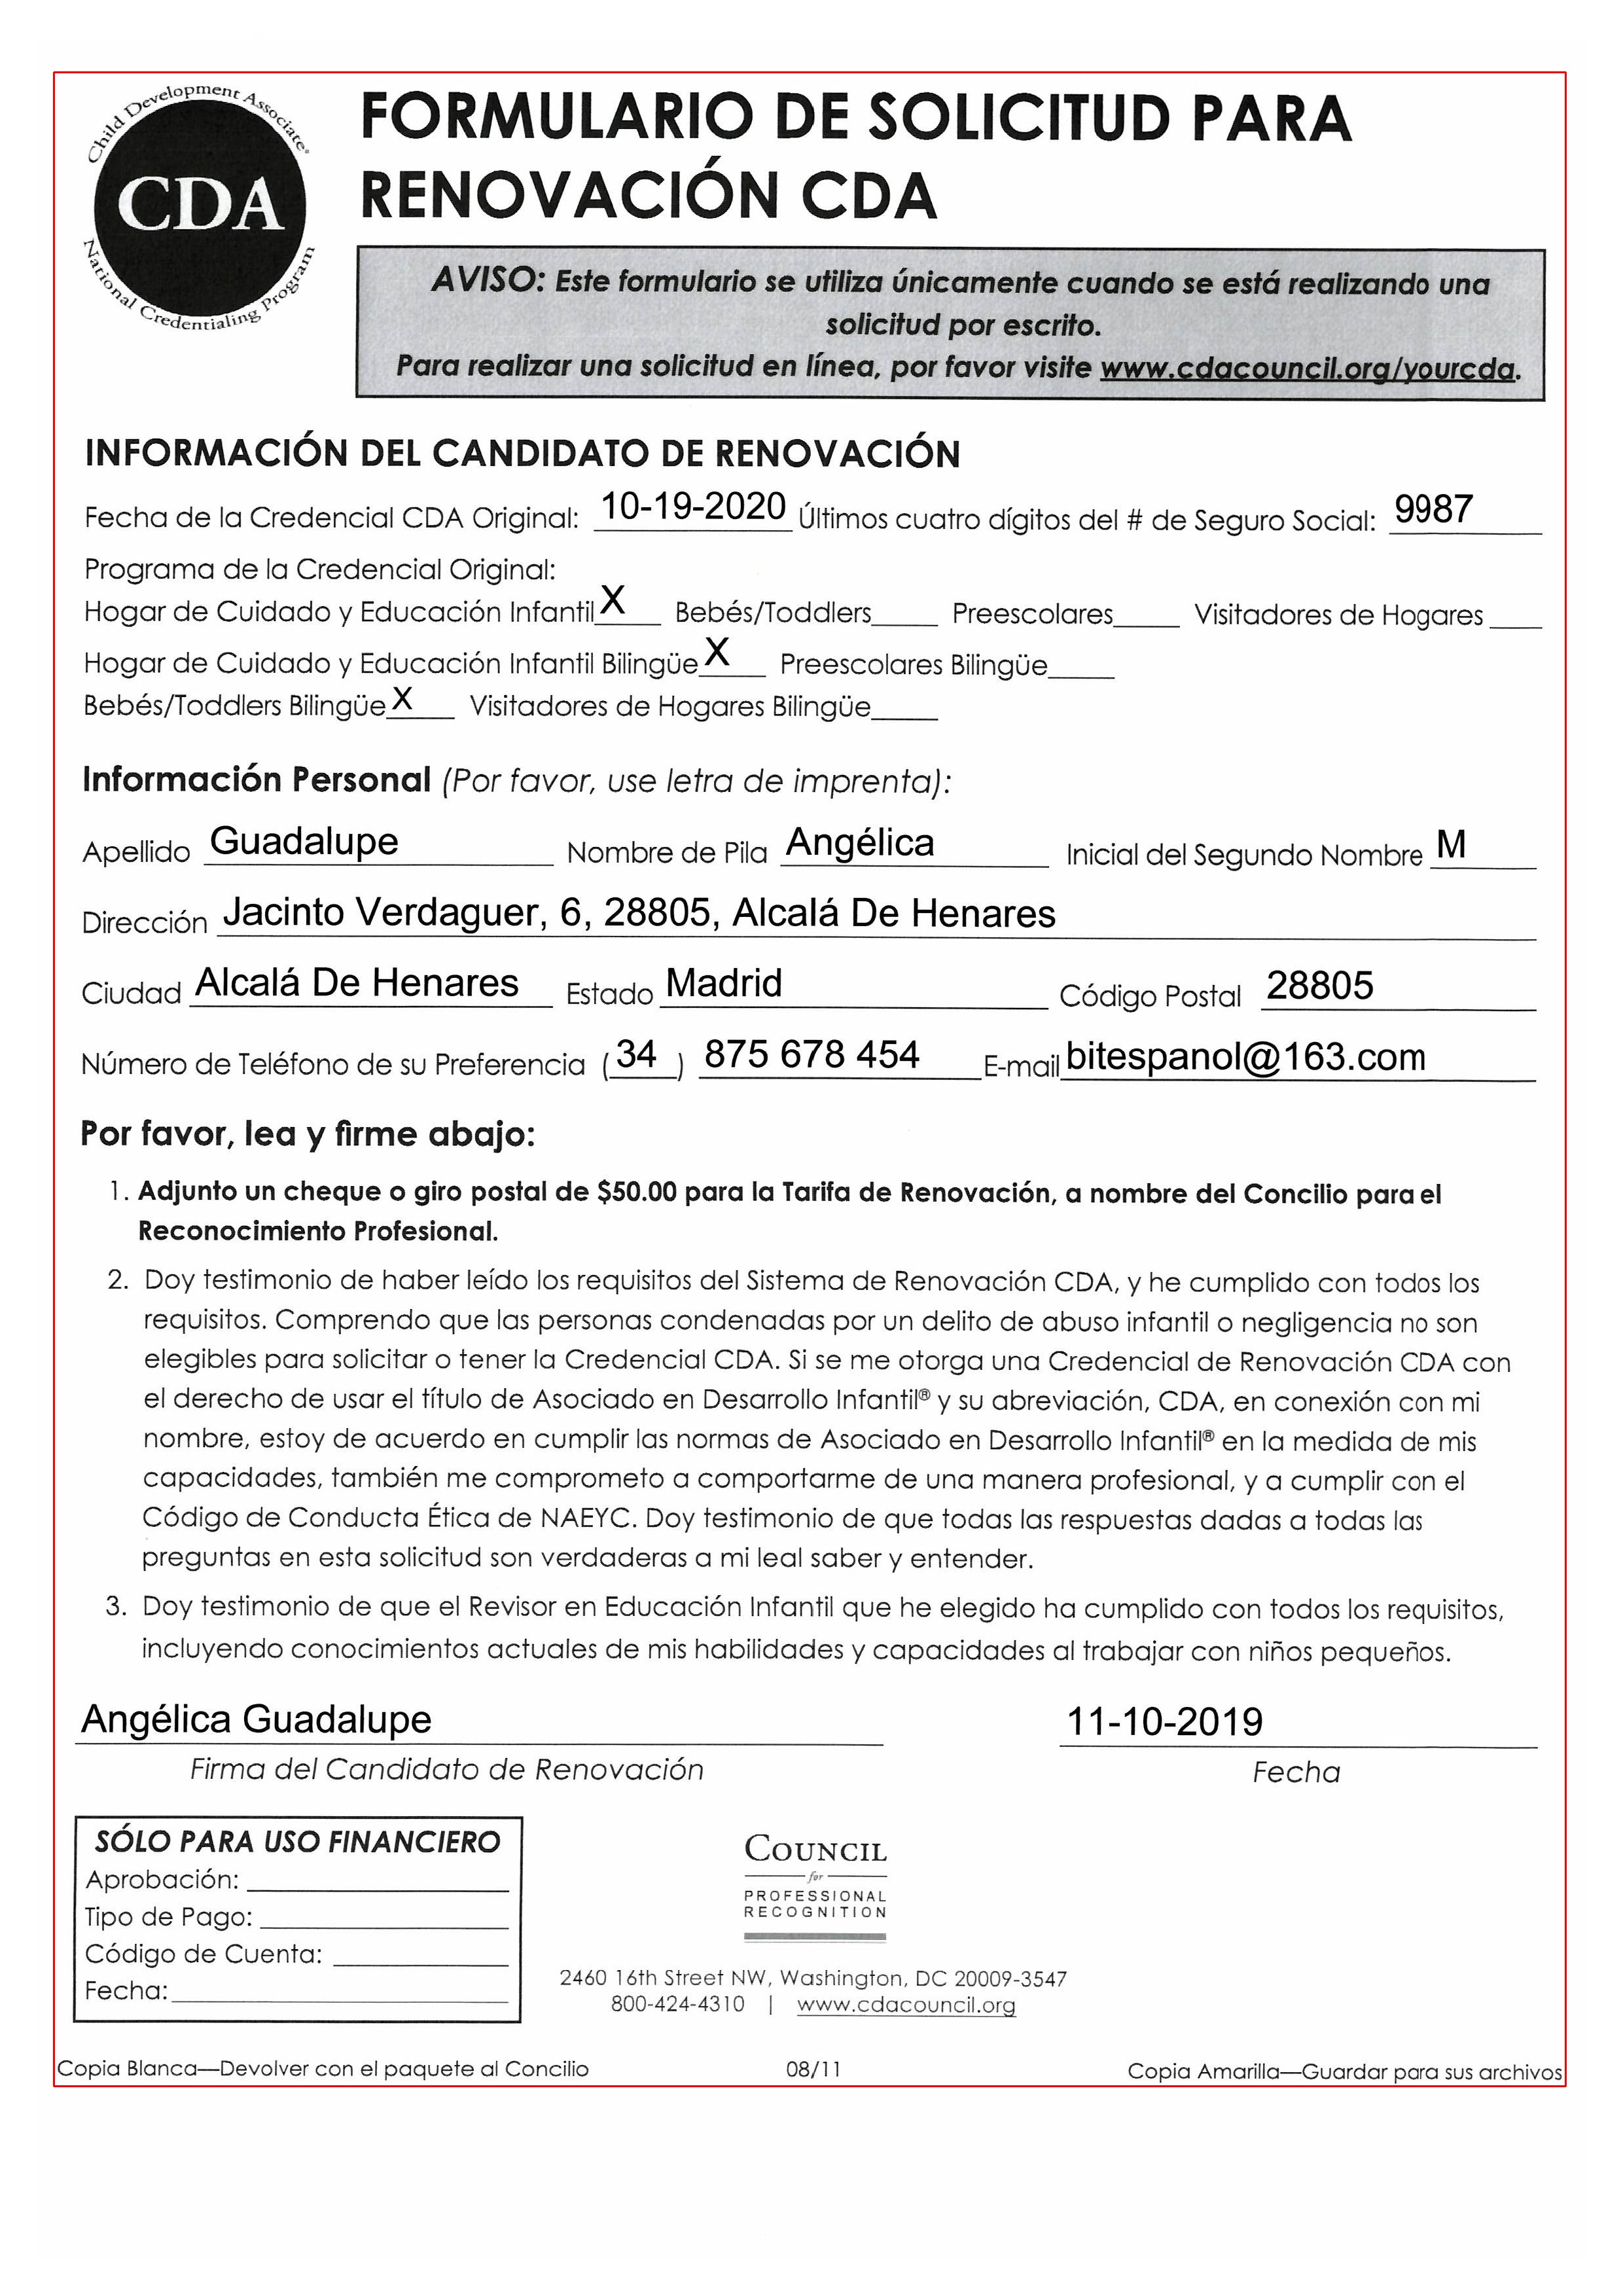 Child Development Associate®
CDA
National Credentialing Program
FORMULARIO DE SOLICITUD PARA
RENOVACIÓN CDA
AVISO: Este formulario se utiliza únicamente cuando se está realizando una
solicitud por escrito.
Para realizar una solicitud en línea, por favor visite www.cdacouncil.org/yourcda.
INFORMACIÓN DEL CANDIDATO DE RENOVACIÓN
Fecha de la Credencial CDA Original: 10-19-2020 Últimos cuatro dígitos del # de Seguro Social: 9987
Programa de la Credencial Original:
Hogar de Cuidado y Educación Infantil X Bebés/Toddlers____ Preescolares____ Visitadores de Hogares ____
Hogar de Cuidado y Educación Infantil Bilingüe X Preescolares Bilingüe____
Bebés/Toddlers Bilingüe X Visitadores de Hogares Bilingüe____
Información Personal (Por favor, use letra de imprenta):
Apellido Guadalupe Nombre de Pila Angélica Inicial del Segundo Nombre M
Dirección Jacinto Verdaguer, 6, 28805, Alcalá De Henares
Ciudad Alcalá De Henares Estado Madrid Código Postal 28805
Número de Teléfono de su Preferencia (34) 875 678 454 E-mail bitespanol@163.com
Por favor, lea y firme abajo:
1. Adjunto un cheque o giro postal de $50.00 para la Tarifa de Renovación, a nombre del Concilio para el
Reconocimiento Profesional.
2. Doy testimonio de haber leído los requisitos del Sistema de Renovación CDA, y he cumplido con todos los
requisitos. Comprendo que las personas condenadas por un delito de abuso infantil o negligencia no son
elegibles para solicitar o tener la Credencial CDA. Si se me otorga una Credencial de Renovación CDA con
el derecho de usar el título de Asociado en Desarrollo Infantil® y su abreviación, CDA, en conexión con mi
nombre, estoy de acuerdo en cumplir las normas de Asociado en Desarrollo Infantil® en la medida de mis
capacidades, también me comprometo a comportarme de una manera profesional, y a cumplir con el
Código de Conducta Ética de NAEYC. Doy testimonio de que todas las respuestas dadas a todas las
preguntas en esta solicitud son verdaderas a mi leal saber y entender.
3. Doy testimonio de que el Revisor en Educación Infantil que he elegido ha cumplido con todos los requisitos,
incluyendo conocimientos actuales de mis habilidades y capacidades al trabajar con niños pequeños.
Angélica Guadalupe 11-10-2019
Firma del Candidato de Renovación Fecha
SÓLO PARA USO FINANCIERO
Aprobación: ____
Tipo de Pago: ____
Código de Cuenta: ____
Fecha: ____
COUNCIL
for
PROFESSIONAL
RECOGNITION
2460 16th Street NW, Washington, DC 20009-3547
800-424-4310 | www.cdacouncil.org
Copia Blanca—Devolver con el paquete al Concilio 08/11 Copia Amarilla—Guardar para sus archivos